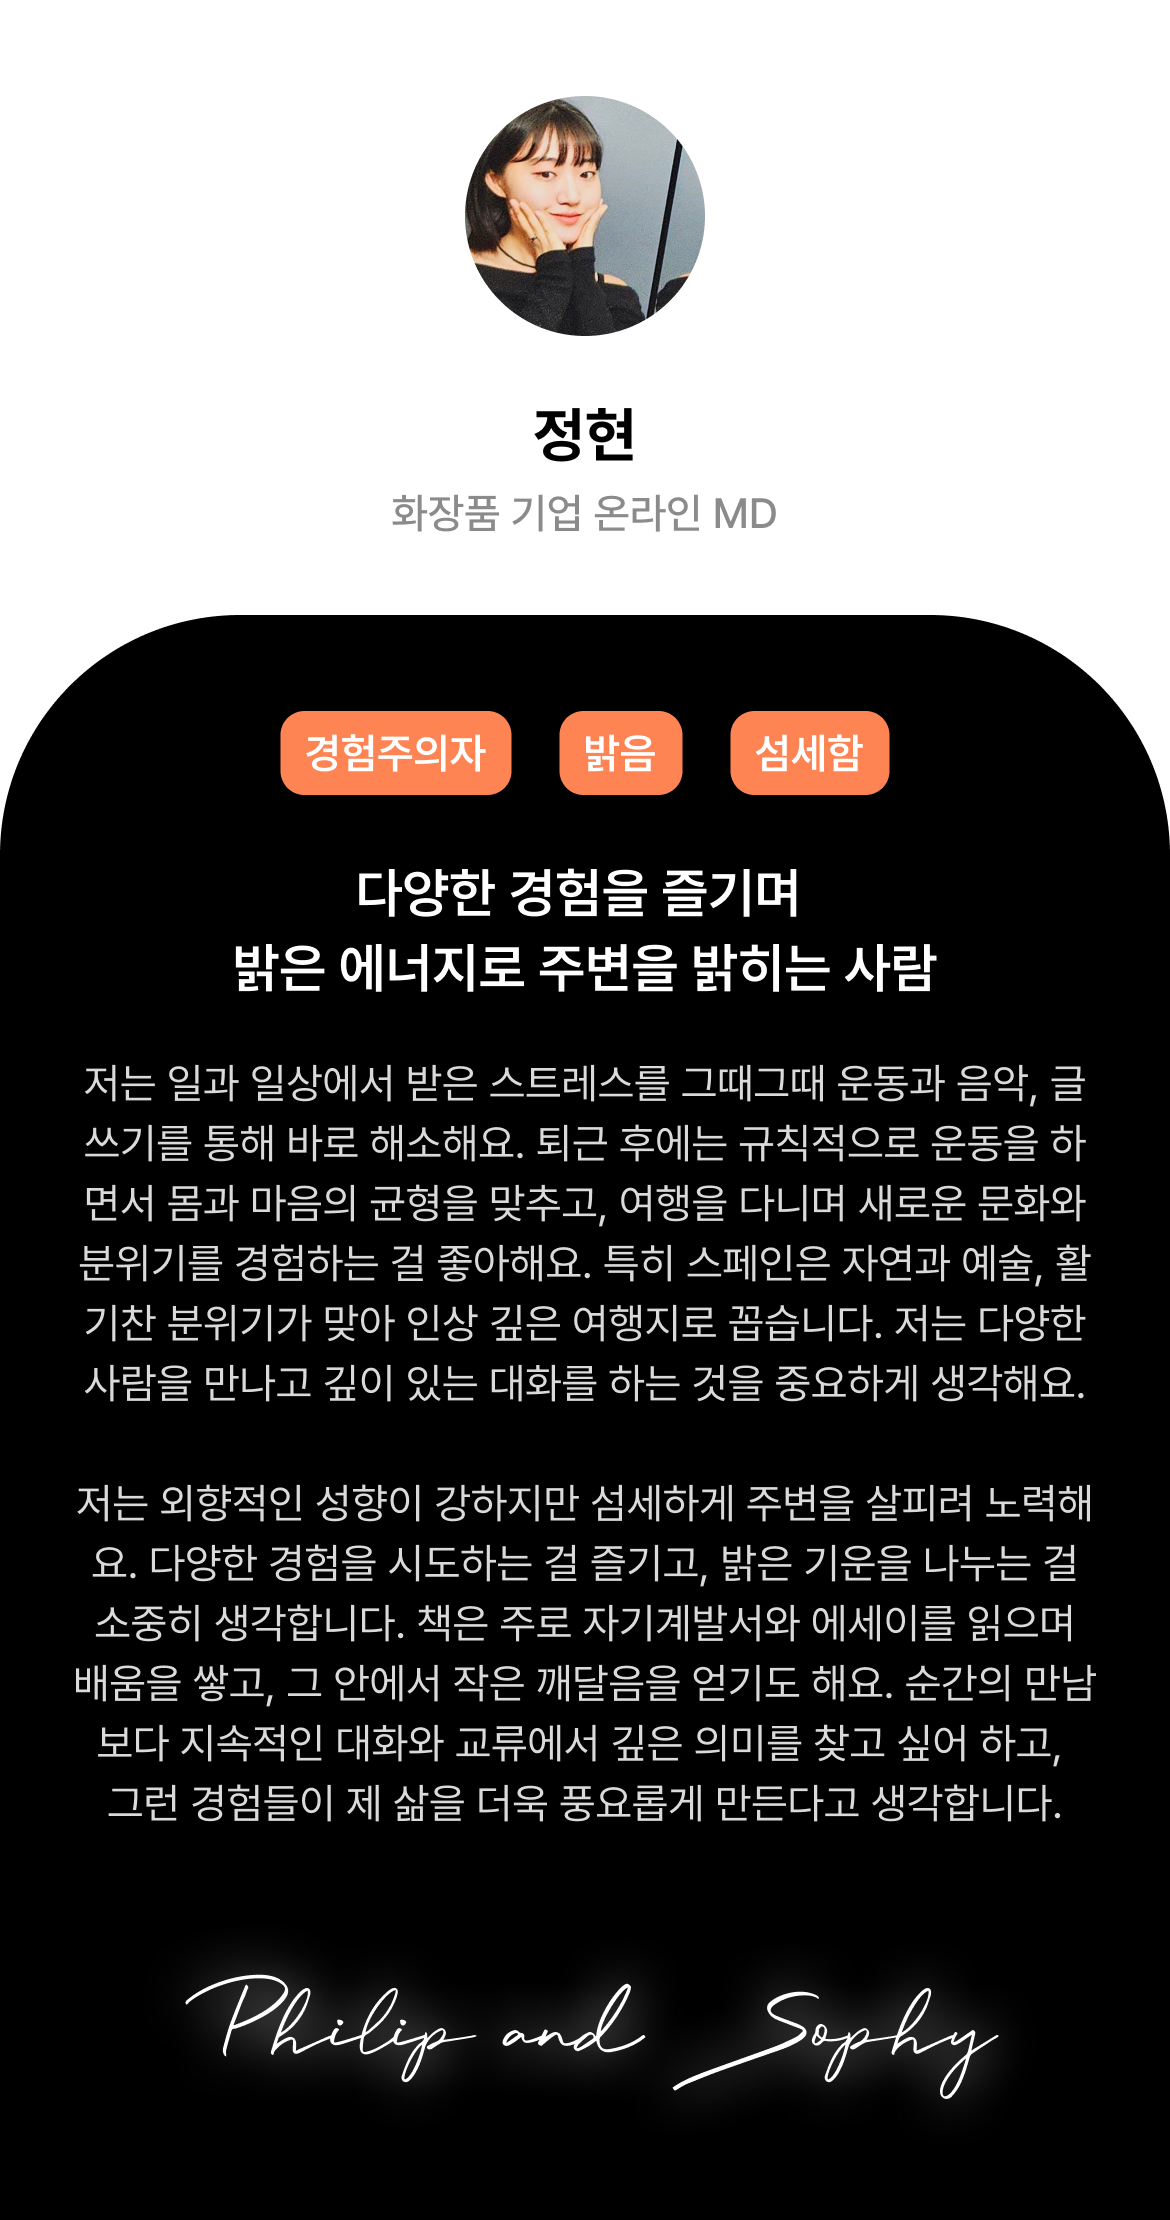 정현
화장품 기업 온라인 MD
경험주의자 밝음 섬세함
다양한 경험을 즐기며
밝은 에너지로 주변을 밝히는 사람
저는 일과 일상에서 받은 스트레스를 그때그때 운동과 음악, 글
쓰기를 통해 바로 해소해요. 퇴근 후에는 규칙적으로 운동을 하
면서 몸과 마음의 균형을 맞추고, 여행을 다니며 새로운 문화와
분위기를 경험하는 걸 좋아해요. 특히 스페인은 자연과 예술, 활
기찬 분위기가 맞아 인상 깊은 여행지로 꼽습니다. 저는 다양한
사람을 만나고 깊이 있는 대화를 하는 것을 중요하게 생각해요.
저는 외향적인 성향이 강하지만 섬세하게 주변을 살피려 노력해
요. 다양한 경험을 시도하는 걸 즐기고, 밝은 기운을 나누는 걸
소중히 생각합니다. 책은 주로 자기계발서와 에세이를 읽으며
배움을 쌓고, 그 안에서 작은 깨달음을 얻기도 해요. 순간의 만남
보다 지속적인 대화와 교류에서 깊은 의미를 찾고 싶어 하고,
그런 경험들이 제 삶을 더욱 풍요롭게 만든다고 생각합니다.
Philip and Sophy